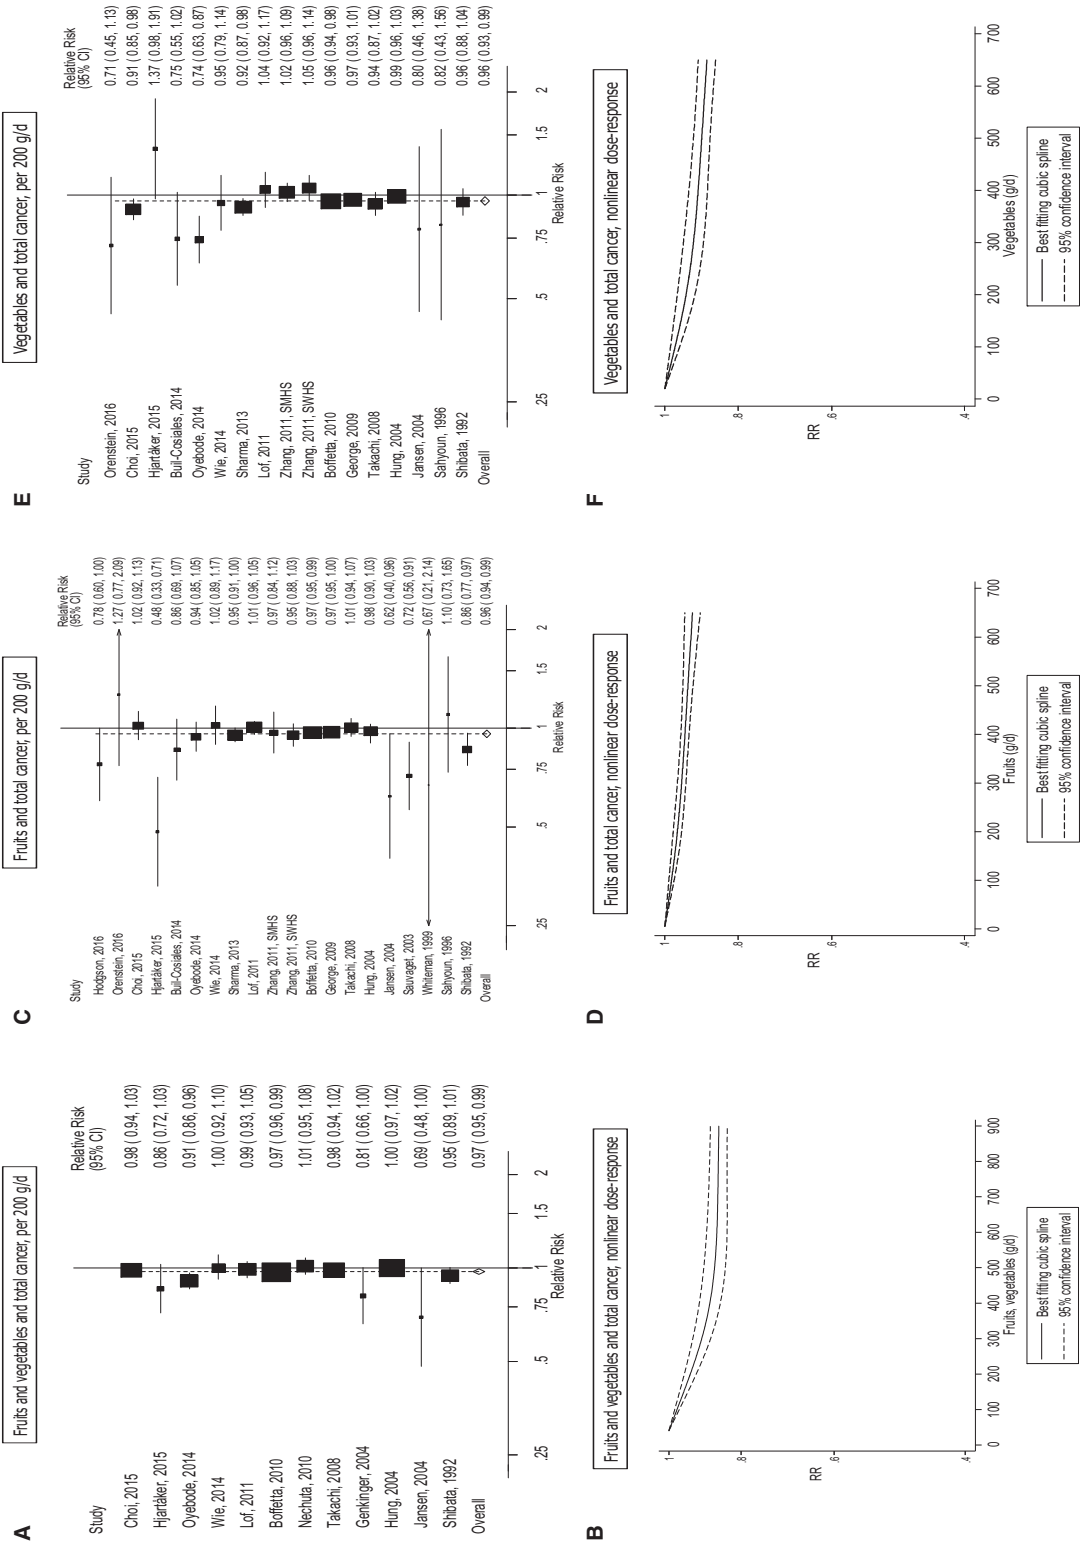 A
Fruits and vegetables and total cancer, per 200 g/d
Relative Risk
Study (95% CI)
Choi, 2015 0.98 ( 0.94, 1.03)
Hjartåker, 2015 0.86 ( 0.72, 1.03)
Oyebode, 2014 0.91 ( 0.86, 0.96)
Wie, 2014 1.00 ( 0.92, 1.10)
Lof, 2011 0.99 ( 0.93, 1.05)
Boffetta, 2010 0.97 ( 0.96, 0.99)
Nechuta, 2010 1.01 ( 0.95, 1.08)
Takachi, 2008 0.98 ( 0.94, 1.02)
Genkinger, 2004 0.81 ( 0.66, 1.00)
Hung, 2004 1.00 ( 0.97, 1.02)
Jansen, 2004 0.69 ( 0.48, 1.00)
Shibata, 1992 0.95 ( 0.89, 1.01)
Overall 0.97 ( 0.95, 0.99)
.25 .5 .75 1 1.5 2
Relative Risk
C
Fruits and total cancer, per 200 g/d
Relative Risk
Study (95% CI)
Hodgson, 2016 0.78 ( 0.60, 1.00)
Orenstein, 2016 1.27 ( 0.77, 2.09)
Choi, 2015 1.02 ( 0.92, 1.13)
Hjartåker, 2015 0.48 ( 0.33, 0.71)
Buil-Cosiales, 2014 0.86 ( 0.69, 1.07)
Oyebode, 2014 0.94 ( 0.85, 1.05)
Wie, 2014 1.02 ( 0.89, 1.17)
Sharma, 2013 0.95 ( 0.91, 1.00)
Lof, 2011 1.01 ( 0.96, 1.05)
Zhang, 2011, SMHS 0.97 ( 0.84, 1.12)
Zhang, 2011, SWHS 0.95 ( 0.88, 1.03)
Boffetta, 2010 0.97 ( 0.95, 0.99)
George, 2009 0.97 ( 0.95, 1.00)
Takachi, 2008 1.01 ( 0.94, 1.07)
Hung, 2004 0.98 ( 0.90, 1.03)
Jansen, 2004 0.62 ( 0.40, 0.96)
Sauvaget, 2003 0.72 ( 0.56, 0.91)
Whiteman, 1999 0.67 ( 0.21, 2.14)
Sahyoun, 1996 1.10 ( 0.73, 1.65)
Shibata, 1992 0.86 ( 0.77, 0.97)
Overall 0.96 ( 0.94, 0.99)
.25 .5 .75 1 1.5 2
Relative Risk
E
Vegetables and total cancer, per 200 g/d
Relative Risk
Study (95% CI)
Orenstein, 2016 0.71 ( 0.45, 1.13)
Choi, 2015 0.91 ( 0.85, 0.98)
Hjartåker, 2015 1.37 ( 0.98, 1.91)
Buil-Cosiales, 2014 0.75 ( 0.55, 1.02)
Oyebode, 2014 0.74 ( 0.63, 0.87)
Wie, 2014 0.95 ( 0.79, 1.14)
Sharma, 2013 0.92 ( 0.87, 0.98)
Lof, 2011 1.04 ( 0.92, 1.17)
Zhang, 2011, SMHS 1.02 ( 0.96, 1.09)
Zhang, 2011, SWHS 1.05 ( 0.96, 1.14)
Boffetta, 2010 0.96 ( 0.94, 0.98)
George, 2009 0.97 ( 0.93, 1.01)
Takachi, 2008 0.94 ( 0.87, 1.02)
Hung, 2004 0.99 ( 0.96, 1.03)
Jansen, 2004 0.80 ( 0.46, 1.38)
Sahyoun, 1996 0.82 ( 0.43, 1.56)
Shibata, 1992 0.96 ( 0.88, 1.04)
Overall 0.96 ( 0.93, 0.99)
.25 .5 .75 1 1.5 2
Relative Risk
B
Fruits and vegetables and total cancer, nonlinear dose-response
1
.8
.6
.4
RR
0 100 200 300 400 500 600 700 800 900
Fruits, vegetables (g/d)
Best fitting cubic spline
95% confidence interval
D
Fruits and total cancer, nonlinear dose-response
1
.8
.4
RR
0 100 200 300 400 500 600 700
Fruits (g/d)
Best fitting cubic spline
95% confidence interval
F
Vegetables and total cancer, nonlinear dose-response
1
.8
.6
.4
RR
0 100 200 300 400 500 600 700
Vegetables (g/d)
Best fitting cubic spline
95% confidence interval